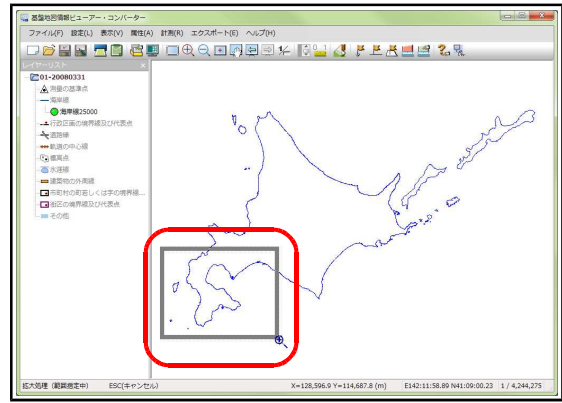 基盤地図情報ビューアー・コンバーター
ファイル(F) 設定(L) 表示(V) 属性(A) 計測(R) エクスポート(E) ヘルプ(H)
レイヤーリスト
01-20080331
測量の基準点
海岸線
海岸線25000
行政区画の境界線及び代表点
道路縁
軌道の中心線
標高点
水涯線
建築物の外周線
市町村の町若しくは字の境界線...
街区の境界線及び代表点
その他
拡大処理 (範囲指定中) ESC(キャンセル) X=128,596.9 Y=114,687.8 (m) E142:11:58.89 N41:09:00.23 1 / 4,244,275